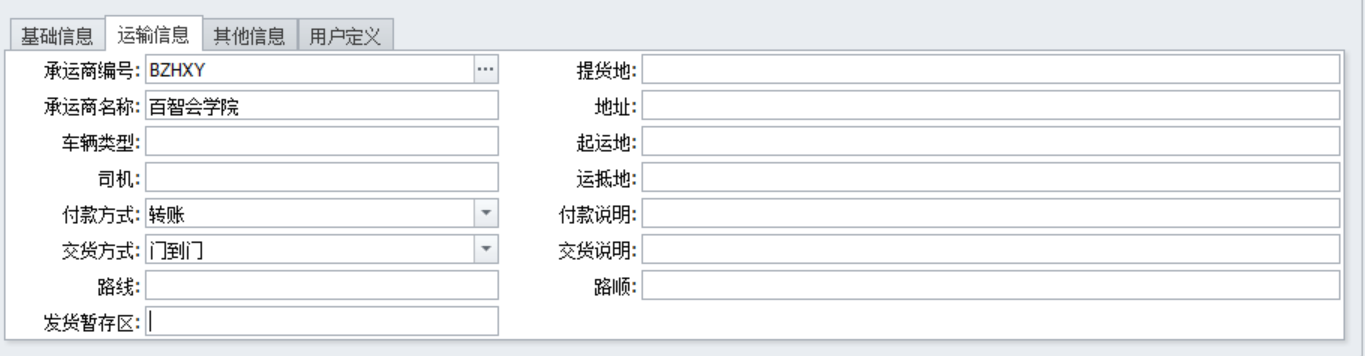 基础信息 运输信息 其他信息 用户定义
承运商编号: BZHXY ... 提货地:
承运商名称: 百智会学院 地址:
车辆类型: 起运地:
司机: 运抵地:
付款方式: 转账 付款说明:
交货方式: 门到门 交货说明:
路线: 路顺:
发货暂存区: